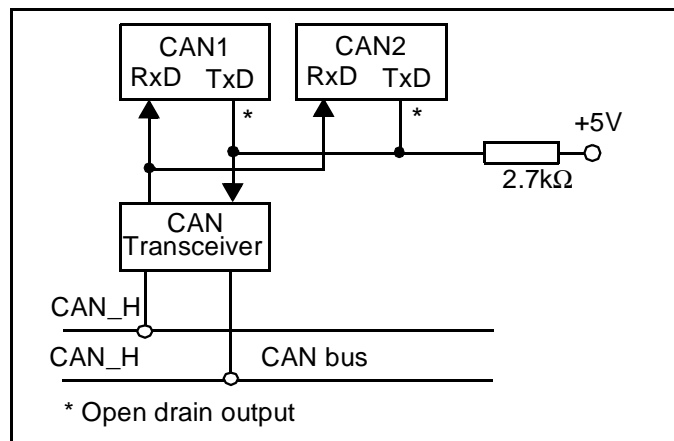 CAN1
RxD TxD
*
CAN2
RxD TxD
*
+5V
2.7kΩ
CAN
Transceiver
CAN_H
CAN_H
CAN bus
* Open drain output